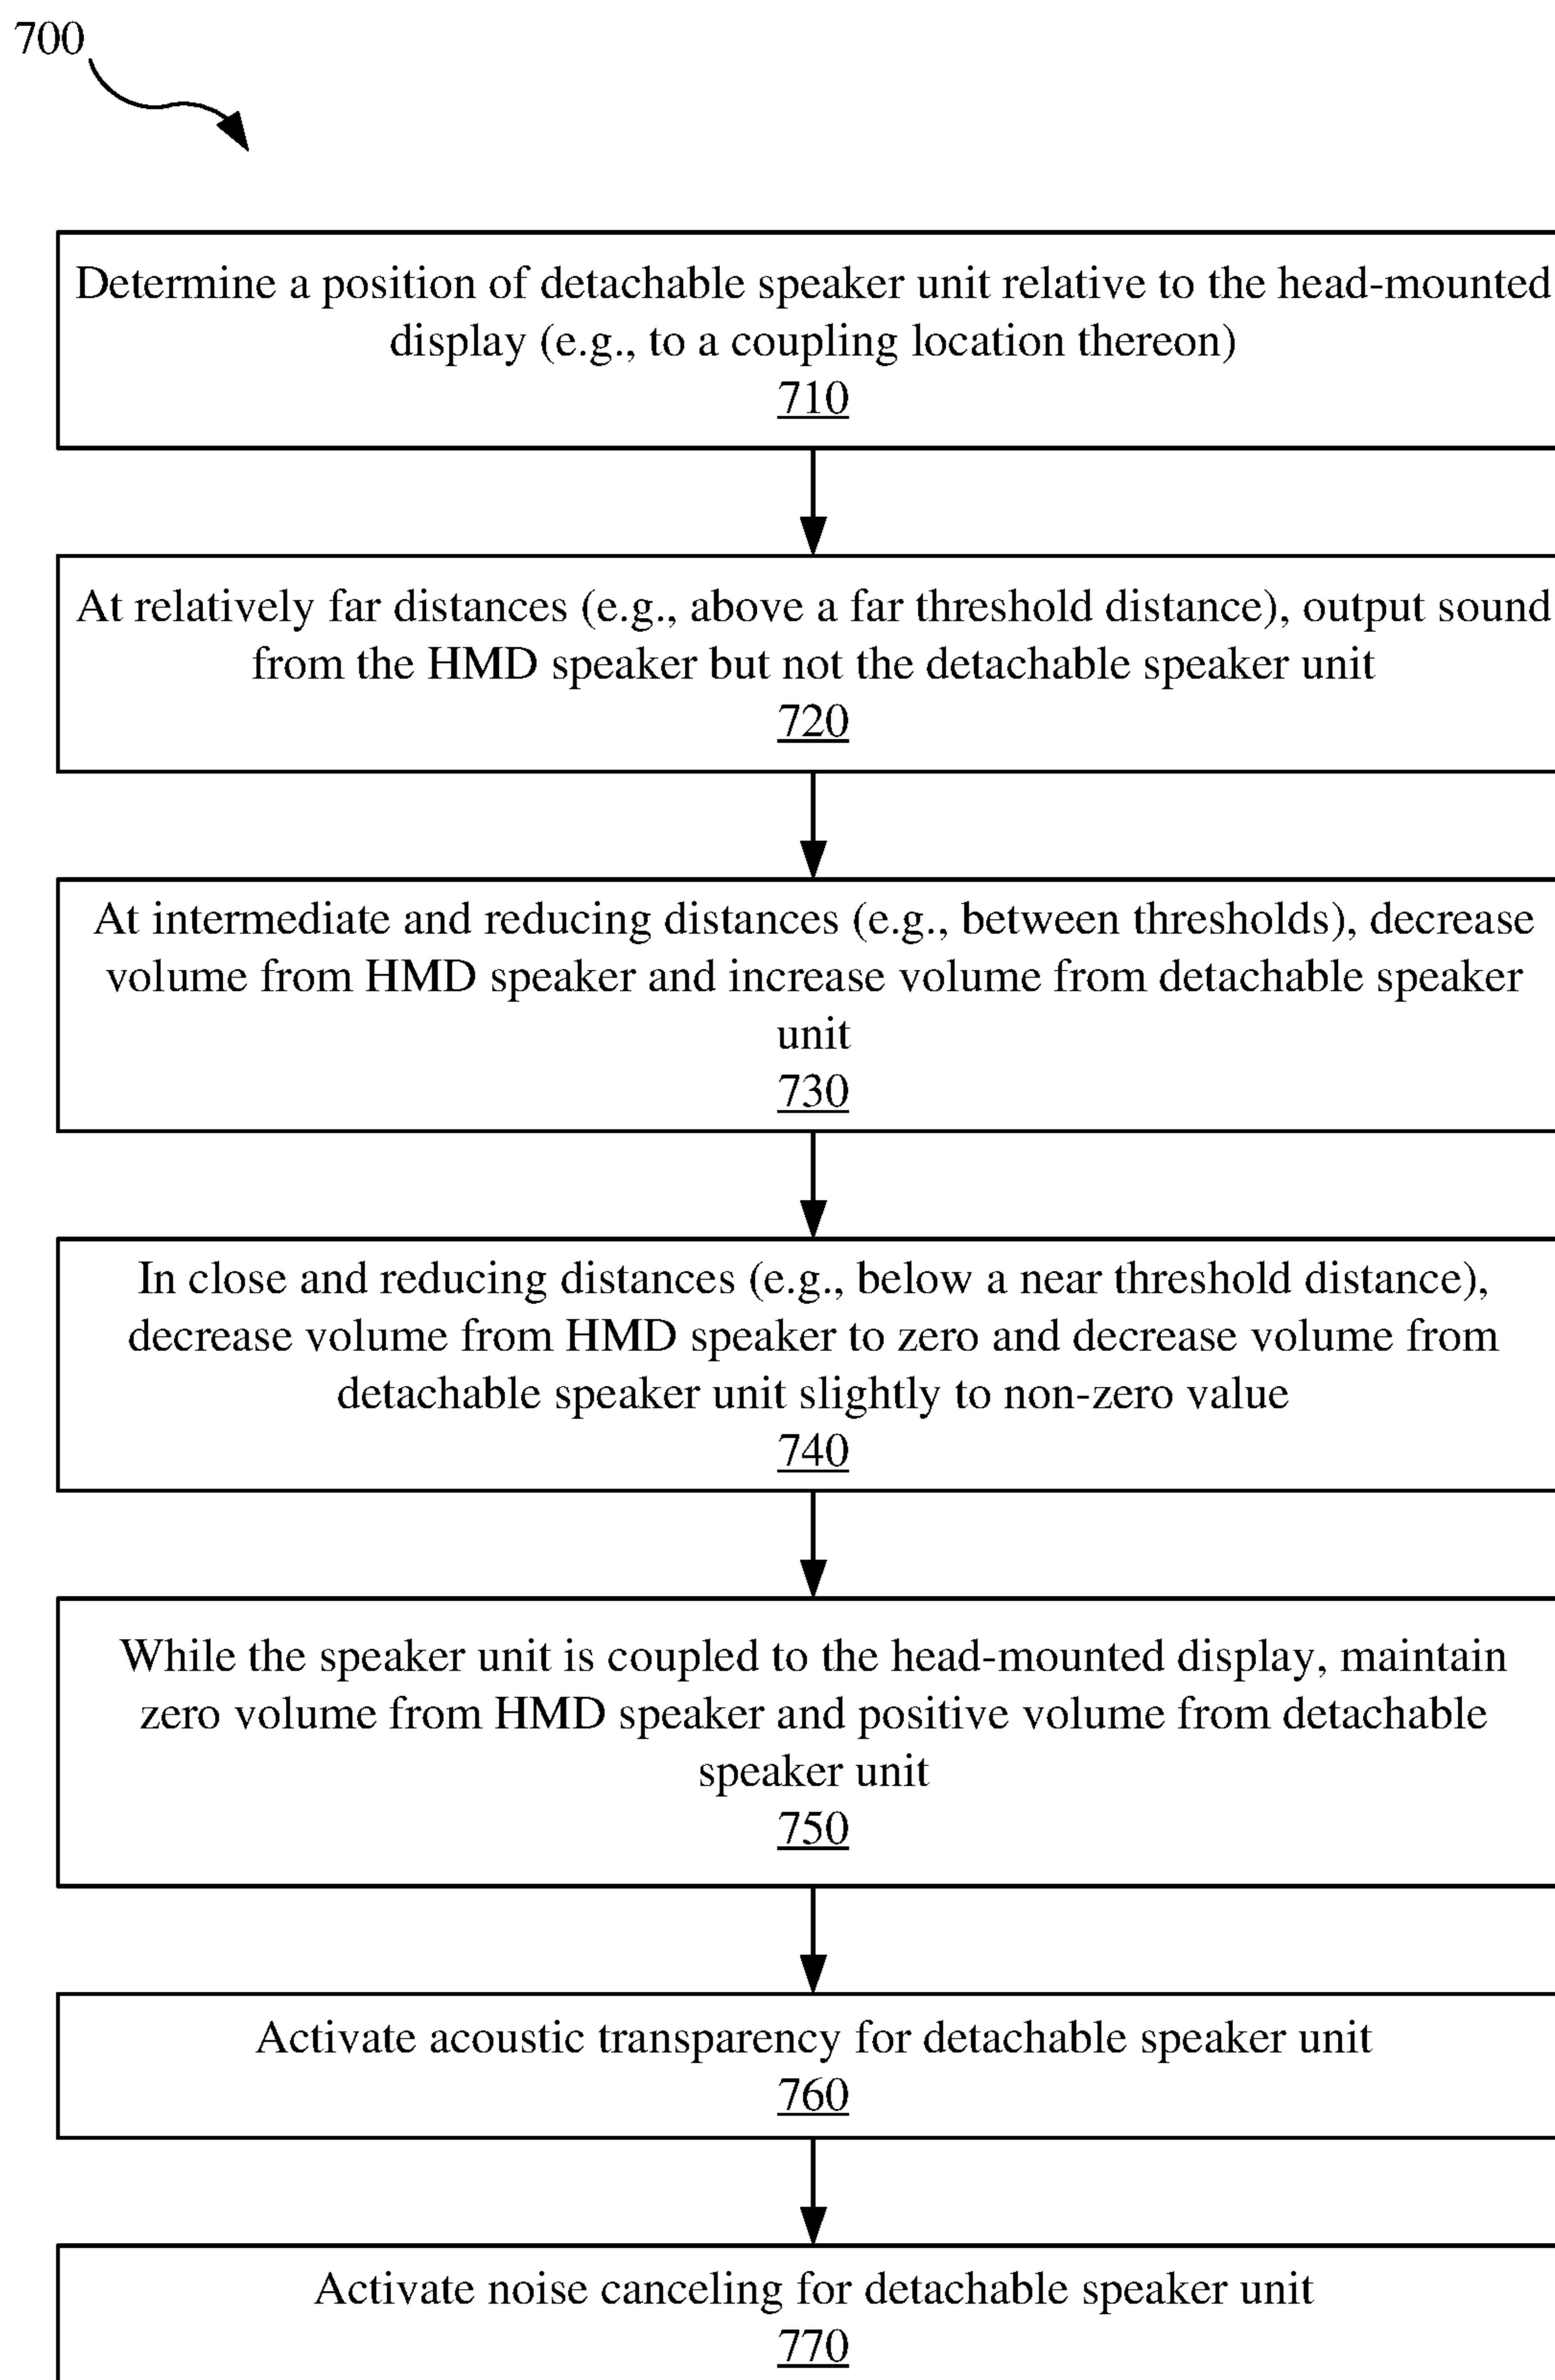 700
Determine a position of detachable speaker unit relative to the head-mounted
display (e.g., to a coupling location thereon)
710
At relatively far distances (e.g., above a far threshold distance), output sound
from the HMD speaker but not the detachable speaker unit
720
At intermediate and reducing distances (e.g., between thresholds), decrease
volume from HMD speaker and increase volume from detachable speaker
unit
730
In close and reducing distances (e.g., below a near threshold distance),
decrease volume from HMD speaker to zero and decrease volume from
detachable speaker unit slightly to non-zero value
740
While the speaker unit is coupled to the head-mounted display, maintain
zero volume from HMD speaker and positive volume from detachable
speaker unit
750
Activate acoustic transparency for detachable speaker unit
760
Activate noise canceling for detachable speaker unit
770